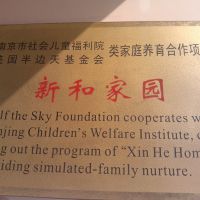 南京市社会儿童福利院
美国半边天基金会
类家庭养育合作项
新和家园
lf the Sky Foundation cooperates w
njing Children's Welfare Institute, c
ng out the program of "Xin He Hom
iding simulated-family nurture.